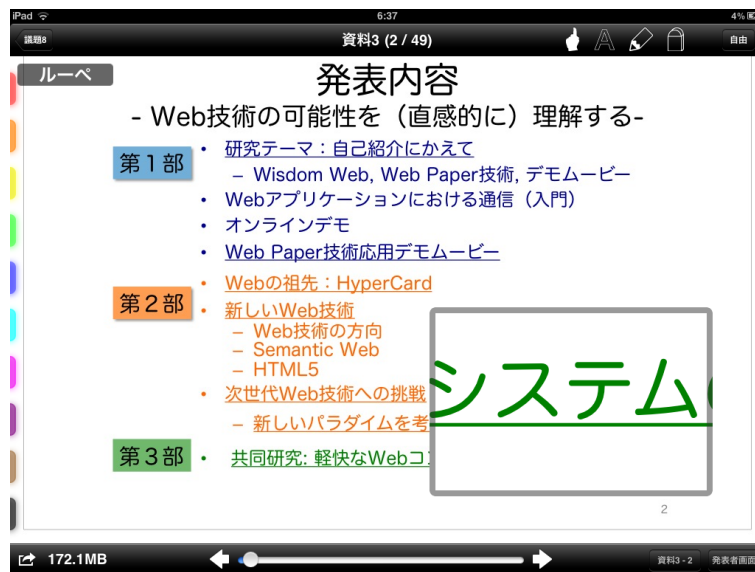 iPad 6:37 4%
議題8 資料3 (2 / 49) A 自由
ルーペ
発表内容
- Web技術の可能性を（直感的に）理解する-
第1部
• 研究テーマ：自己紹介にかえて
– Wisdom Web, Web Paper技術, デモムービー
• Webアプリケーションにおける通信（入門）
• オンラインデモ
• Web Paper技術応用デモムービー
第2部
• Webの祖先：HyperCard
• 新しいWeb技術
– Web技術の方向
– Semantic Web
– HTML5
• 次世代Web技術への挑戦
– 新しいパラダイムを考
第3部
• 共同研究: 軽快なWebコ
システム
2
172.1MB 資料3 - 2 発表者画面